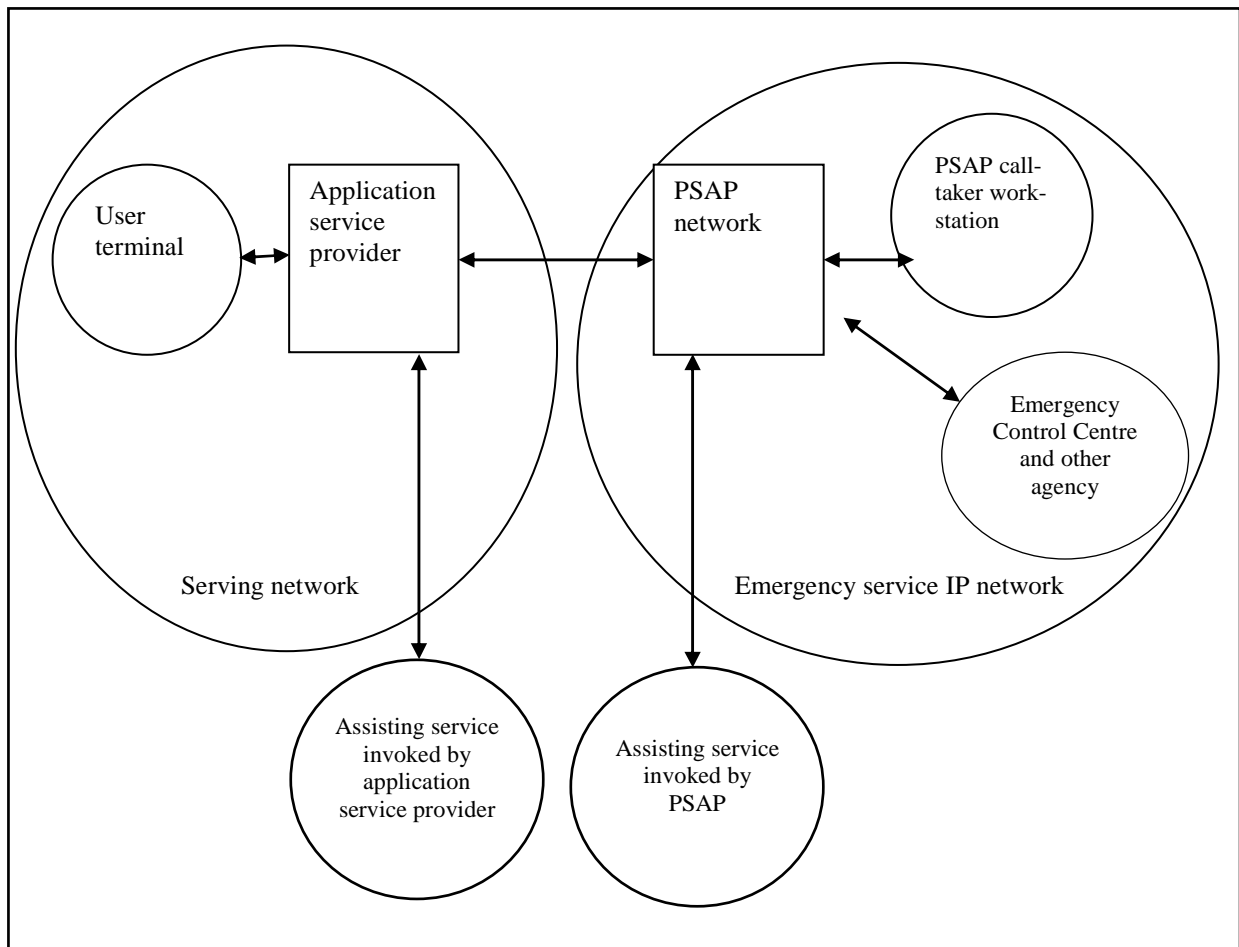 User
terminal
Application
service
provider
PSAP
network
PSAP call-
taker work-
station
Emergency
Control Centre
and other
agency
Serving network
Emergency service IP network
Assisting service
invoked by
application
service provider
Assisting service
invoked by
PSAP